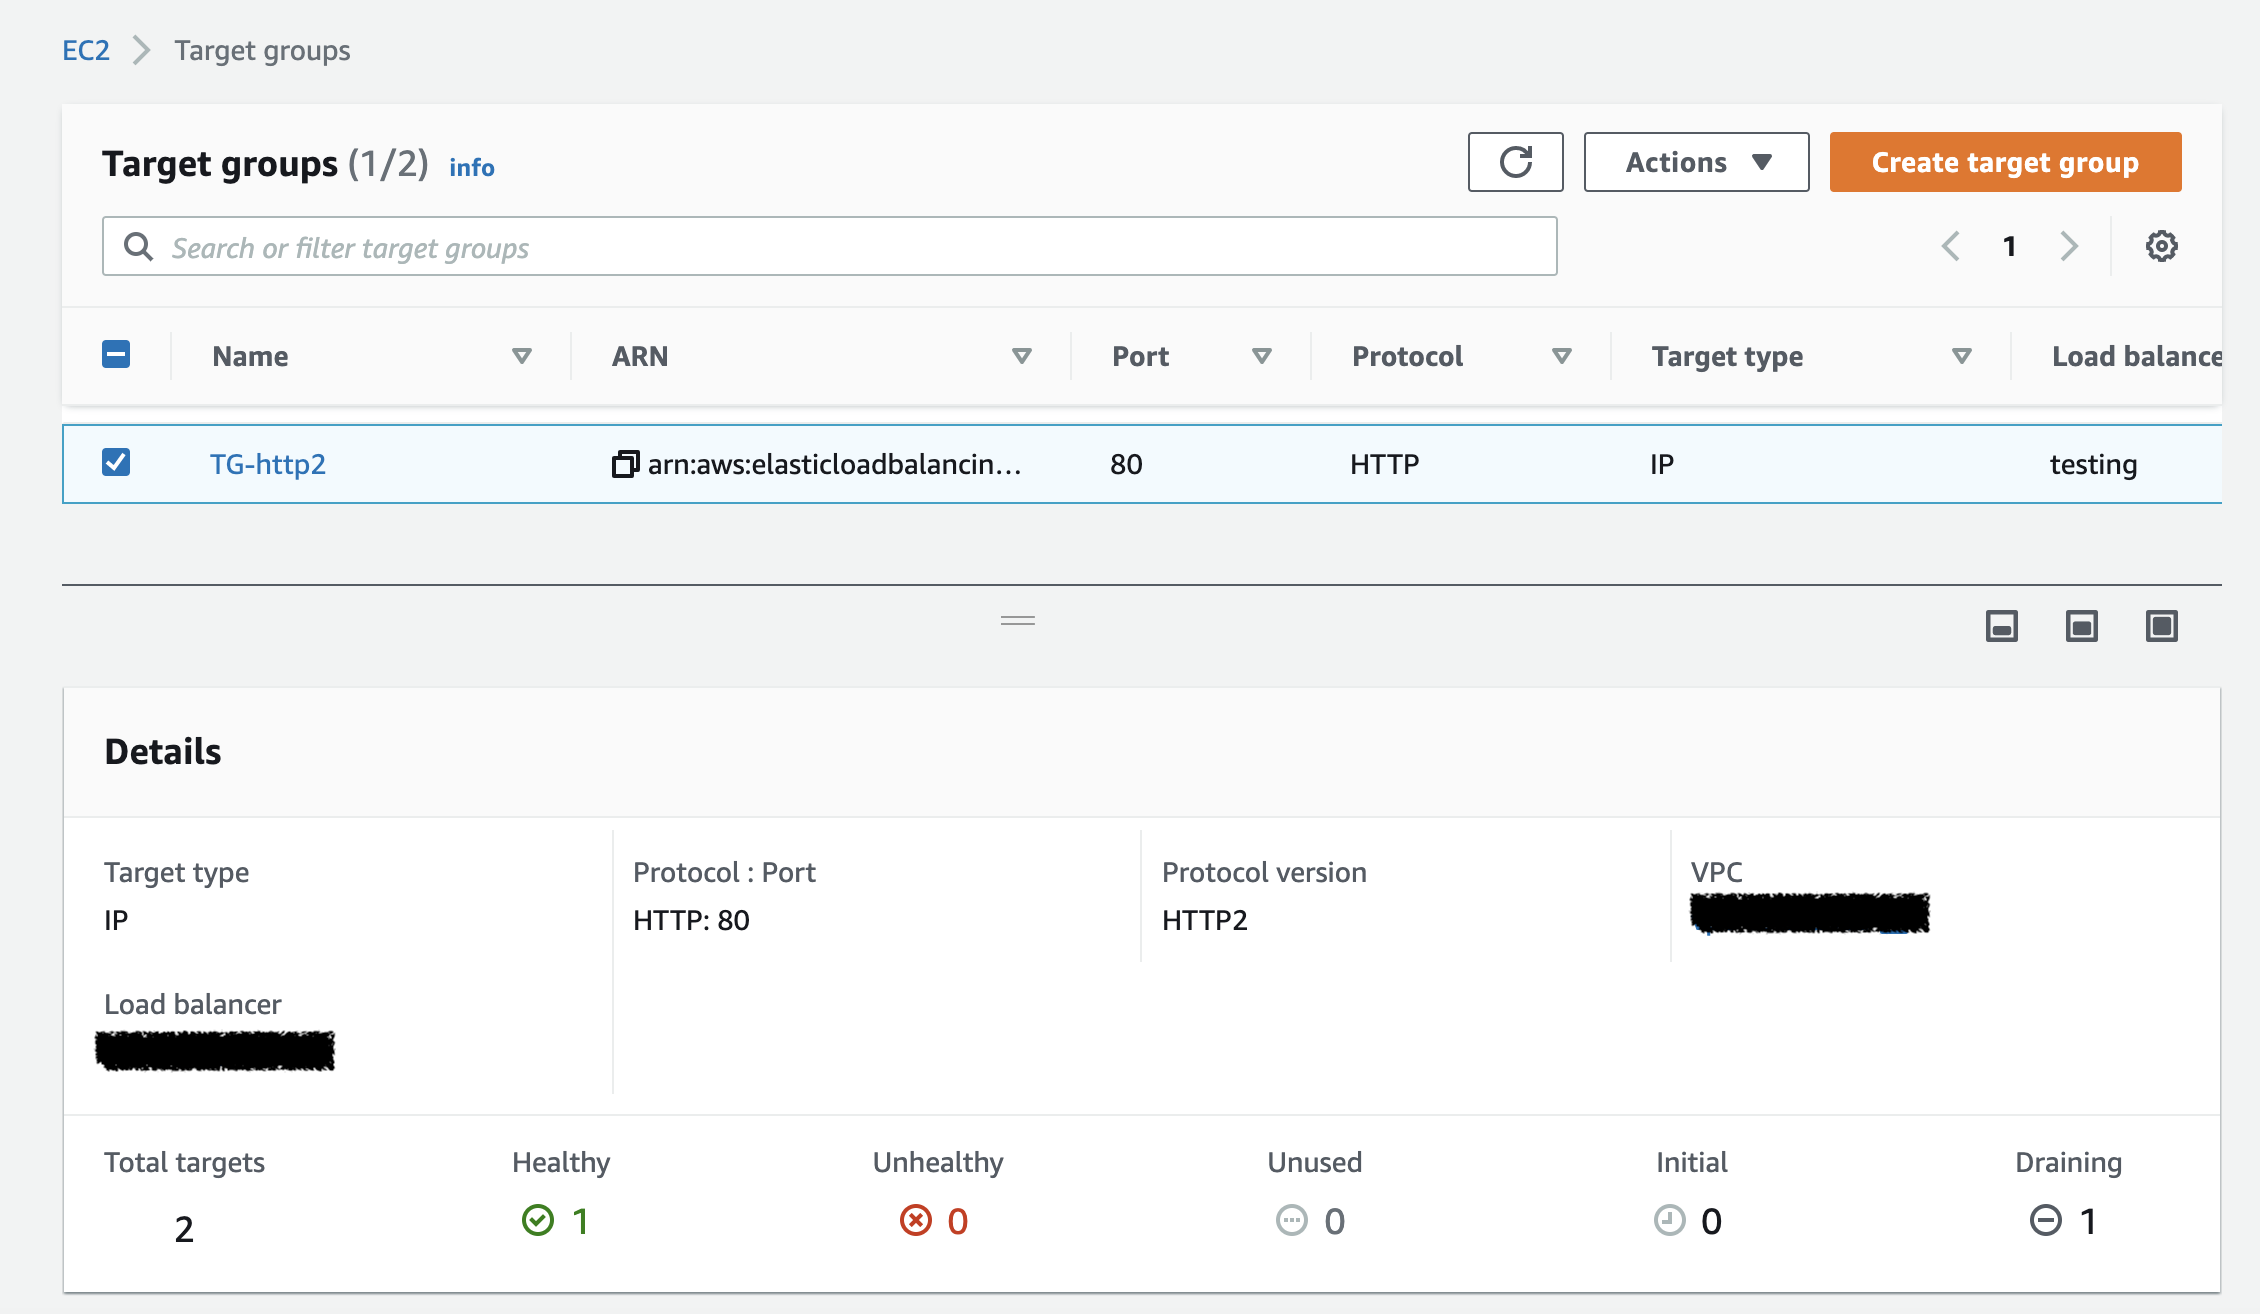 EC2 > Target groups
Target groups (1/2) info
Actions
Create target group
Search or filter target groups
1
Name ARN Port Protocol Target type Load balance
TG-http2 arn:aws:elasticloadbalancin... 80 HTTP IP testing
Details
Target type Protocol : Port Protocol version VPC
IP HTTP: 80 HTTP2
Load balancer
Total targets Healthy Unhealthy Unused Initial Draining
2 1 0 0 0 1